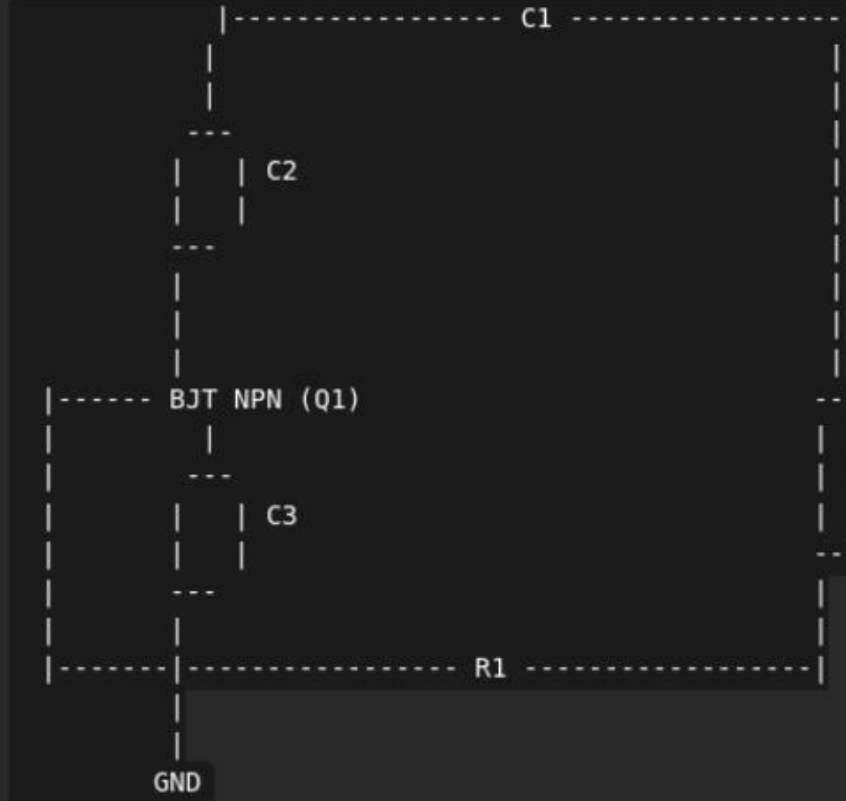 |----------------- C1 -----------------
|                                       |
|                                       |
---                                     |
|   | C2                                |
|   |                                   |
---                                     |
|                                       |
|                                       |
|                                       |
|------ BJT NPN (Q1)                            --
|         |                                     |
|        ---                                    |
|       |   | C3                                |
|       |   |                                   --
|       ---                                     |
|       |                                       |
|-------|----------------- R1 ------------------|
|
|
GND